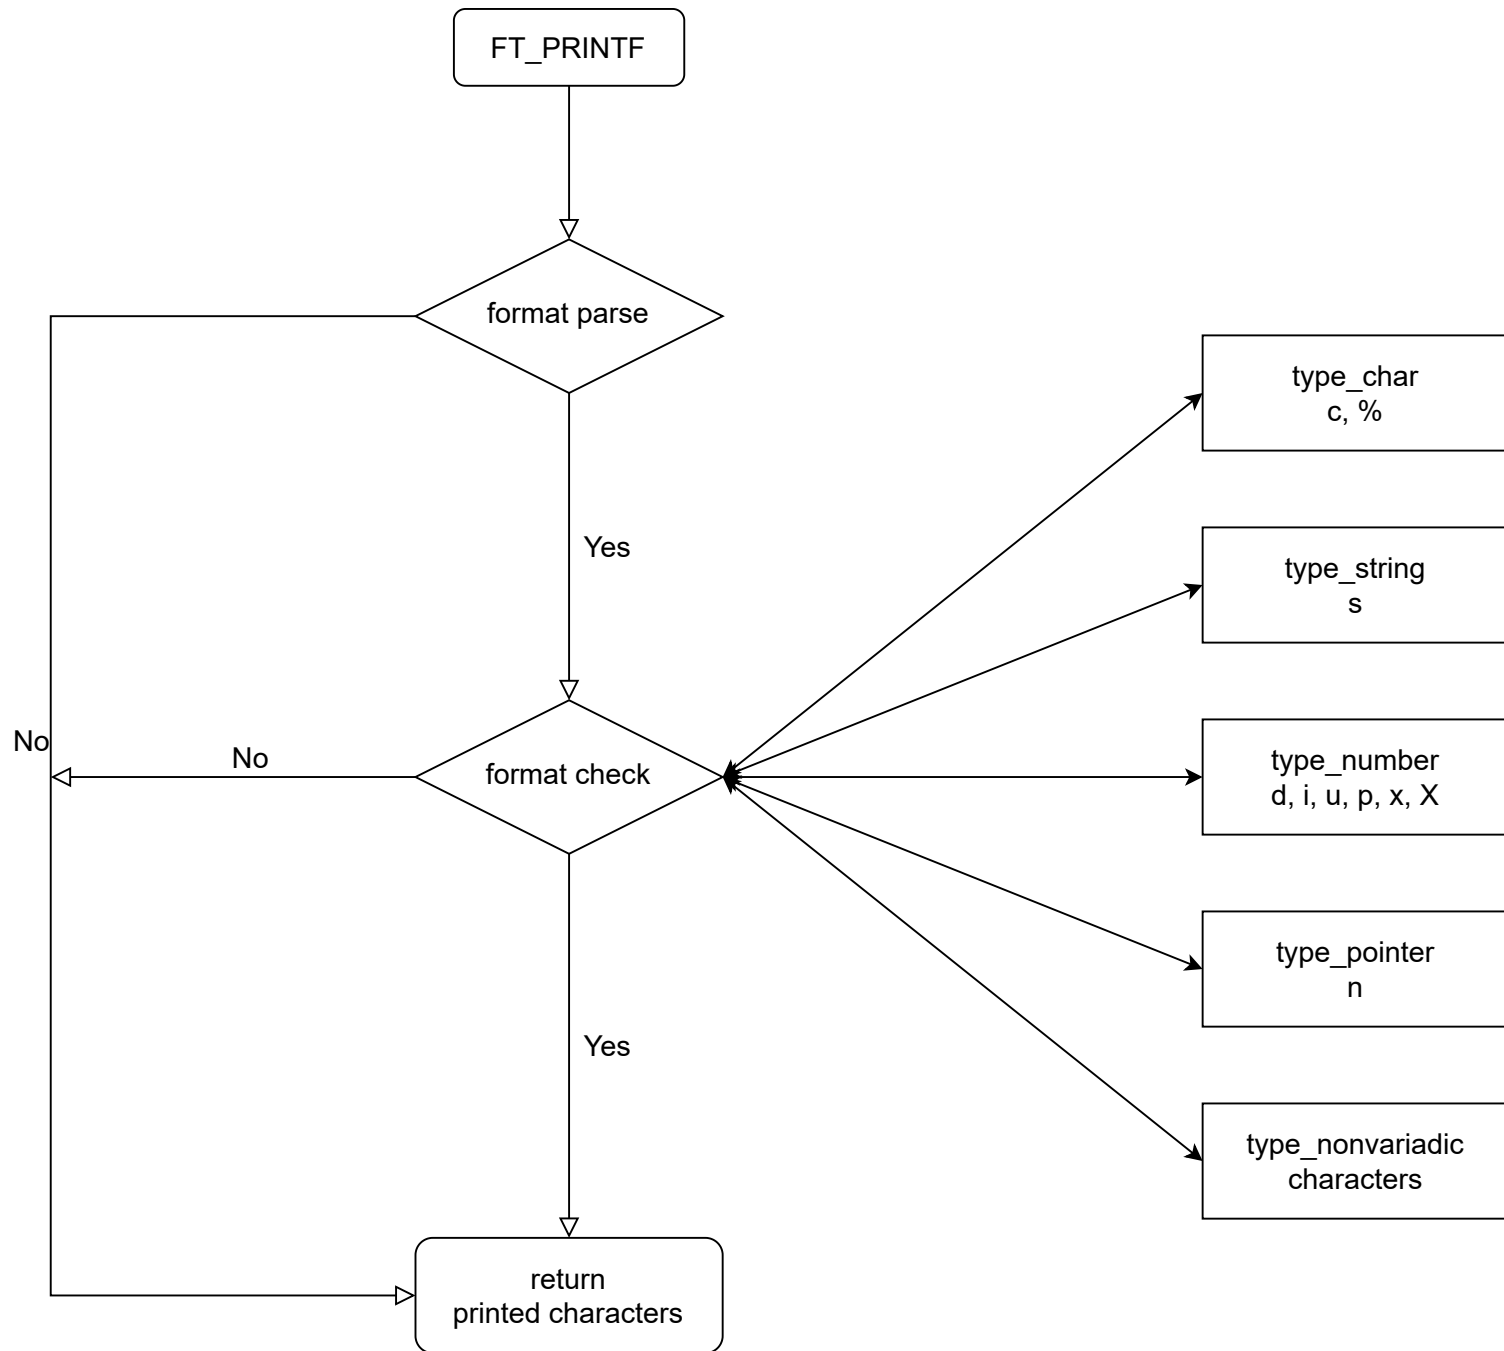 FT_PRINTF
format parse
type_char
c, %
Yes
type_string
s
No
No
format check
type_number
d, i, u, p, x, X
type_pointer
n
Yes
type_nonvariadic
characters
return
printed characters